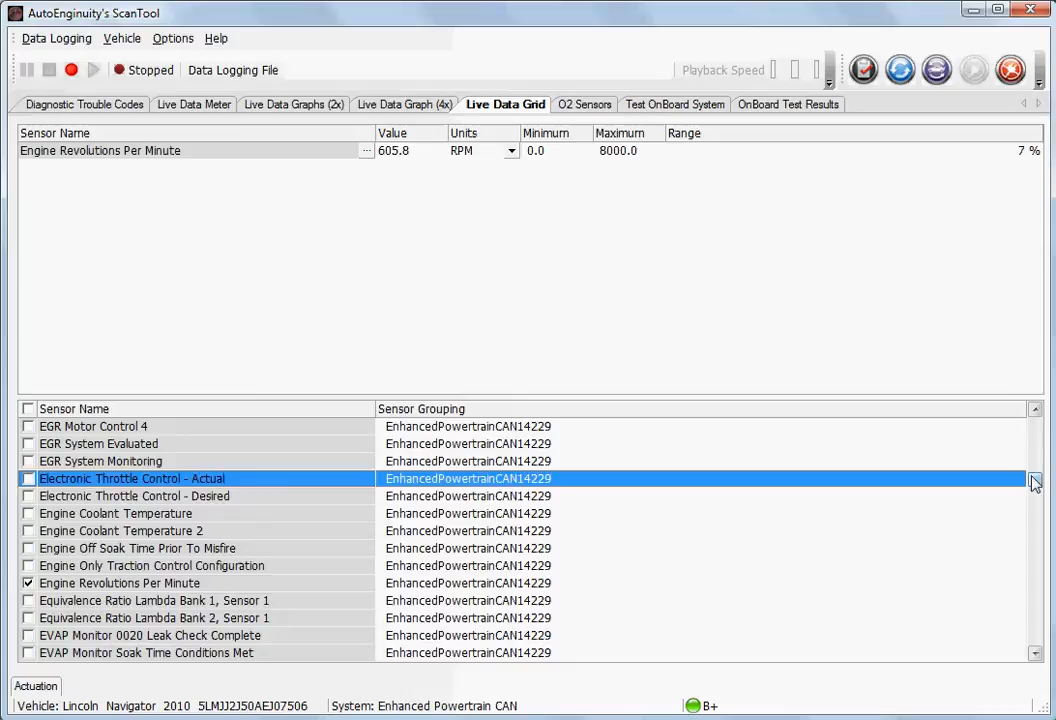 AutoEnginuity's ScanTool
Data Logging Vehicle Options Help
Stopped Data Logging File Playback Speed
Diagnostic Trouble Codes Live Data Meter Live Data Graphs (2x) Live Data Graph (4x) Live Data Grid O2 Sensors Test OnBoard System OnBoard Test Results
Sensor Name Value Units Minimum Maximum Range
Engine Revolutions Per Minute ... 605.8 RPM 0.0 8000.0 7 %
Sensor Name Sensor Grouping
EGR Motor Control 4 EnhancedPowertrainCAN14229
EGR System Evaluated EnhancedPowertrainCAN14229
EGR System Monitoring EnhancedPowertrainCAN14229
Electronic Throttle Control - Actual EnhancedPowertrainCAN14229
Electronic Throttle Control - Desired EnhancedPowertrainCAN14229
Engine Coolant Temperature EnhancedPowertrainCAN14229
Engine Coolant Temperature 2 EnhancedPowertrainCAN14229
Engine Off Soak Time Prior To Misfire EnhancedPowertrainCAN14229
Engine Only Traction Control Configuration EnhancedPowertrainCAN14229
Engine Revolutions Per Minute EnhancedPowertrainCAN14229
Equivalence Ratio Lambda Bank 1, Sensor 1 EnhancedPowertrainCAN14229
Equivalence Ratio Lambda Bank 2, Sensor 1 EnhancedPowertrainCAN14229
EVAP Monitor 0020 Leak Check Complete EnhancedPowertrainCAN14229
EVAP Monitor Soak Time Conditions Met EnhancedPowertrainCAN14229
Actuation
Vehicle: Lincoln Navigator 2010 5LMJJ2J50AEJ07506 System: Enhanced Powertrain CAN B+